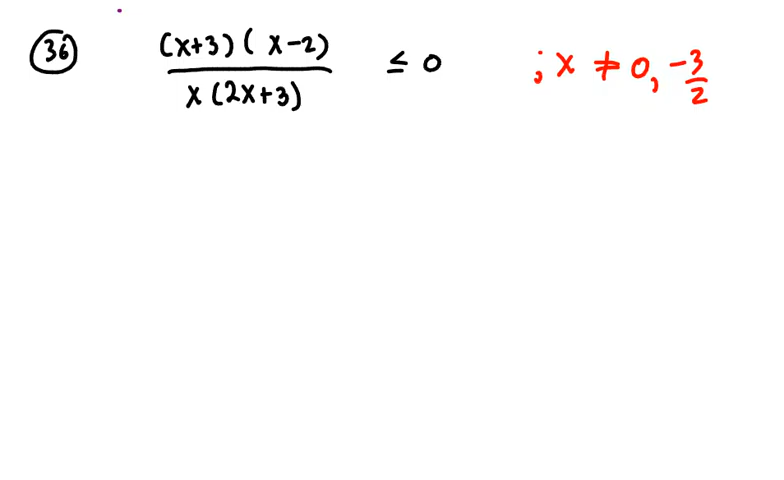 36 (x+3)(x-2) / x(2x+3) ≤ 0 ; x ≠ 0, -3/2